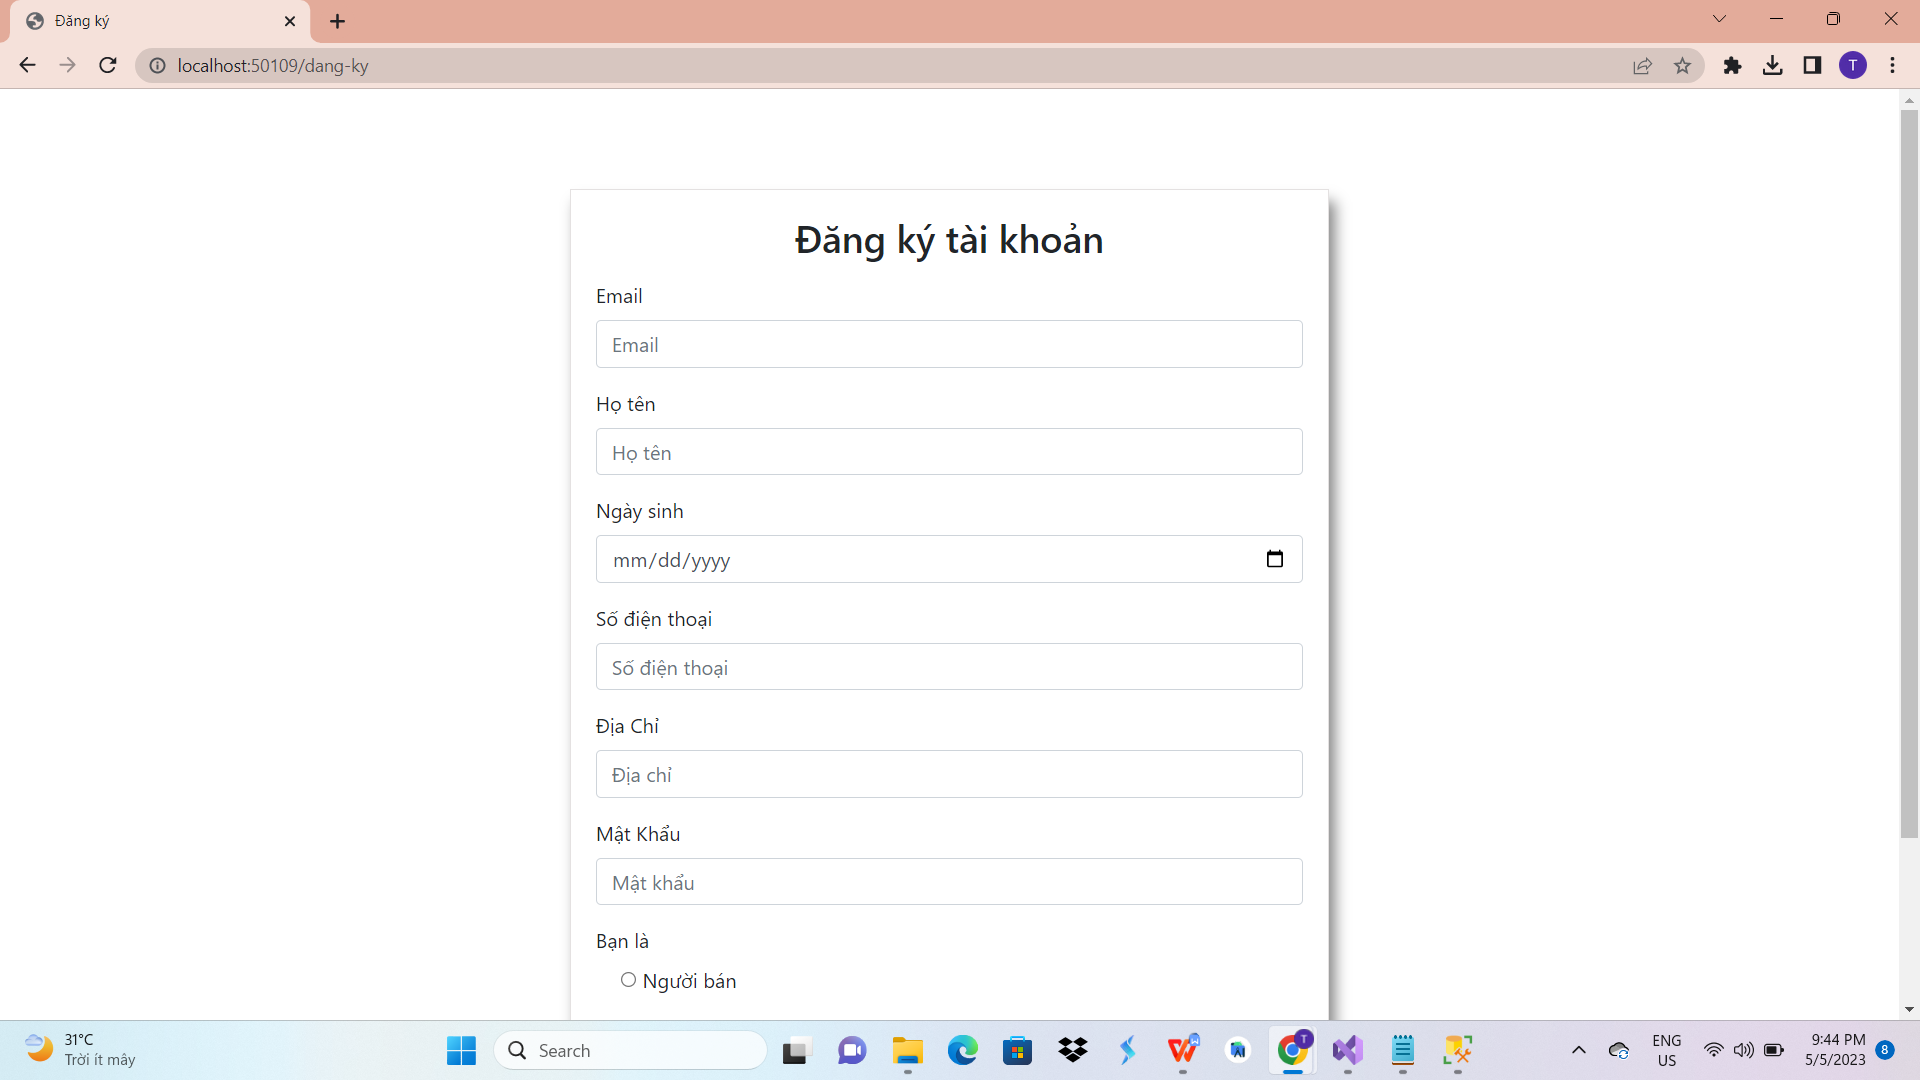 Đăng ký
localhost:50109/dang-ky
T
Đăng ký tài khoản
Email
Email
Họ tên
Họ tên
Ngày sinh
mm/dd/yyyy
Số điện thoại
Số điện thoại
Địa Chỉ
Địa chỉ
Mật Khẩu
Mật khẩu
Bạn là
Người bán
31°C
Trời ít mây
Search
T
ENG
US
9:44 PM
5/5/2023
8